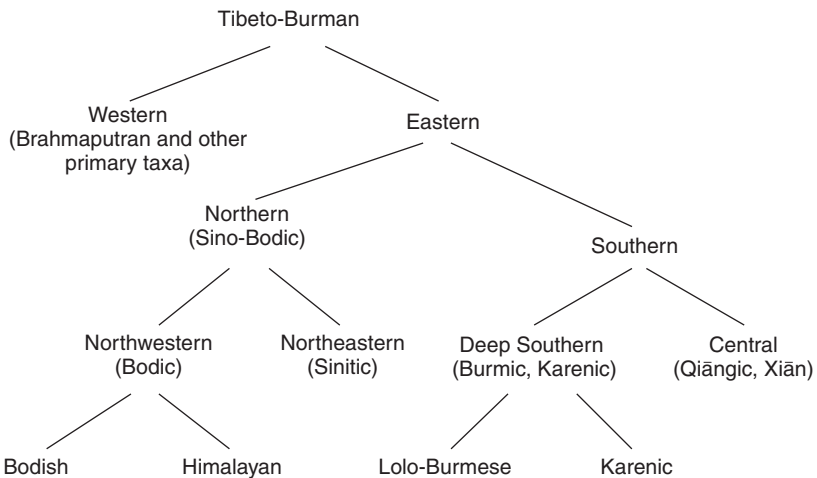 Tibeto-Burman
Western
(Brahmaputran and other
primary taxa)
Eastern
Northern
(Sino-Bodic)
Southern
Northwestern
(Bodic)
Northeastern
(Sinitic)
Deep Southern
(Burmic, Karenic)
Central
(Qiāngic, Xiān)
Bodish
Himalayan
Lolo-Burmese
Karenic